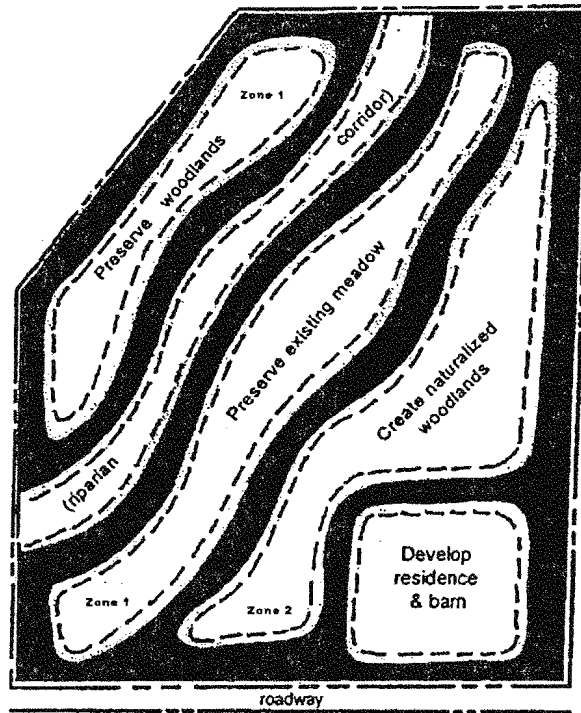 Zone 1
Preserve woodlands
(riparian
corridor)
Preserve existing meadow
Zone 1
Create naturalized
woodlands
Zone 2
Develop
residence
& barn
roadway